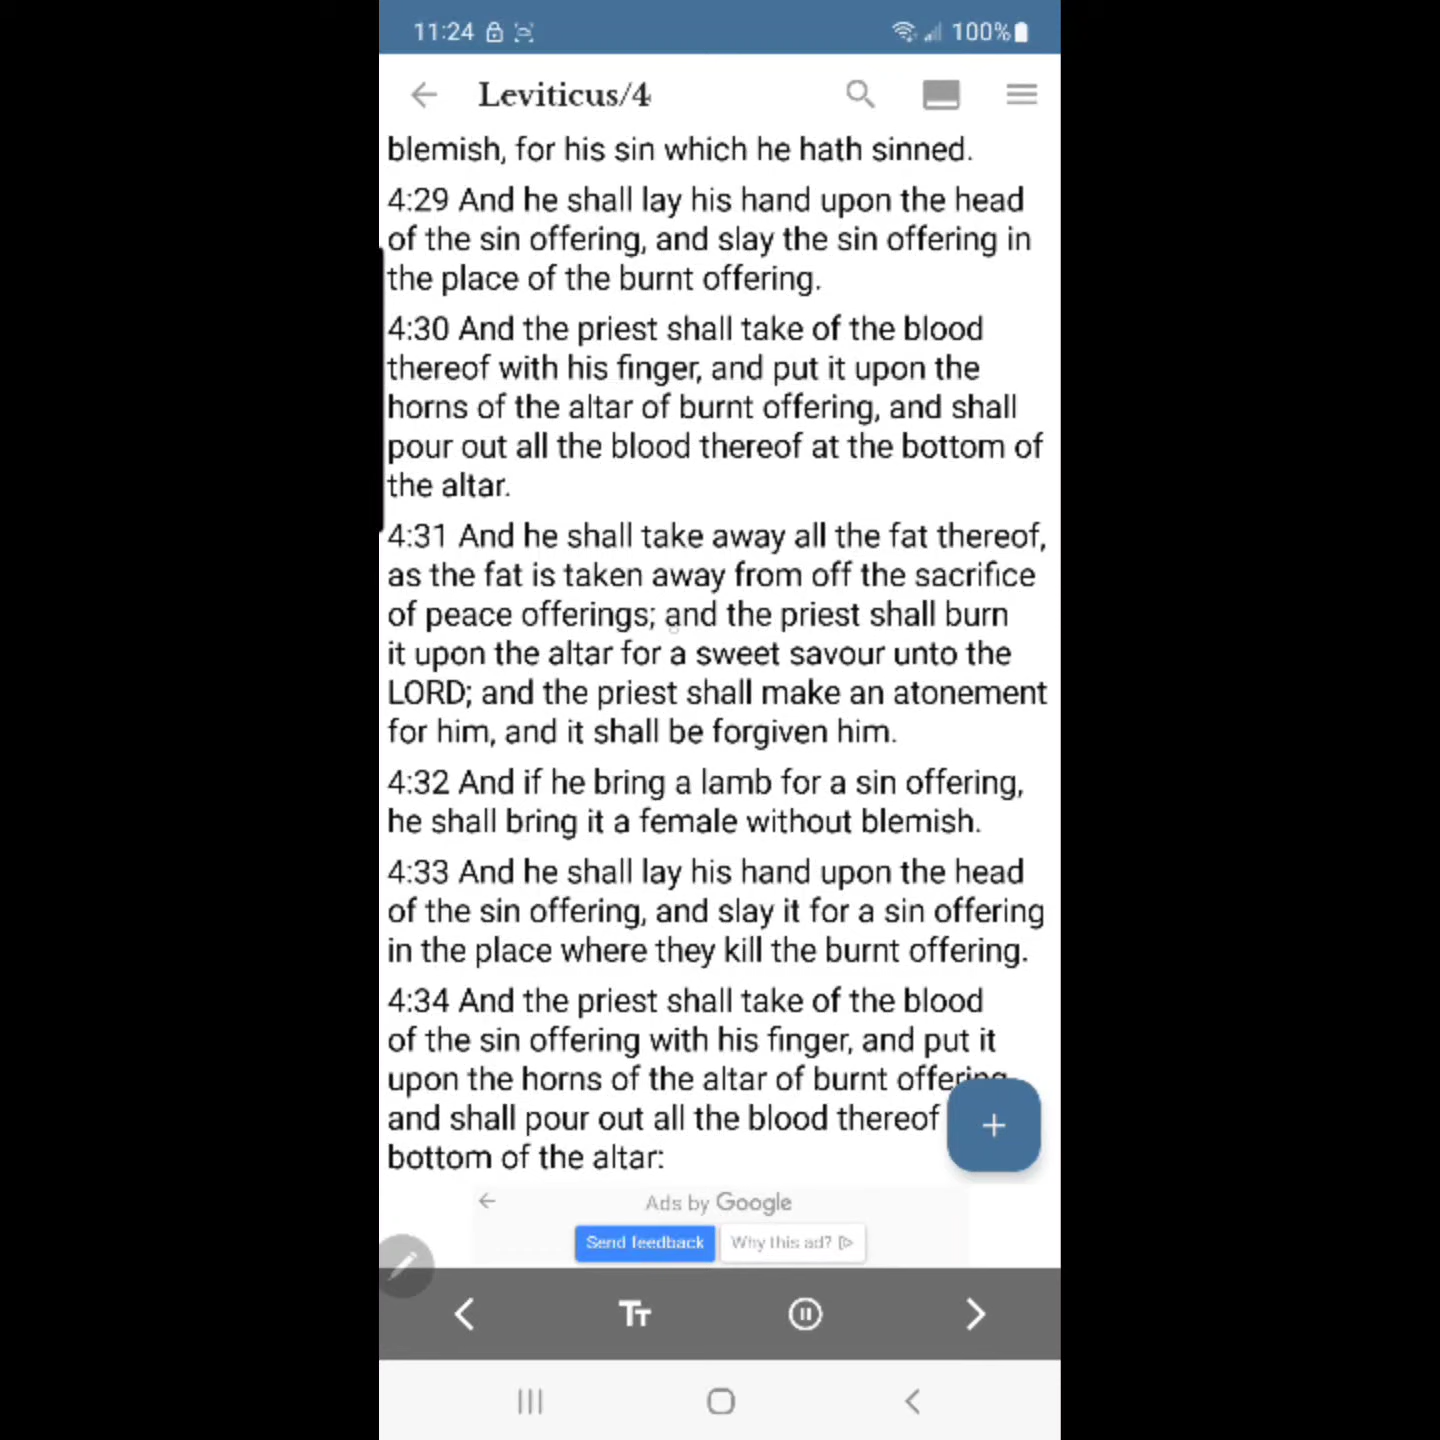 11:24 100%
Leviticus/4
blemish, for his sin which he hath sinned.
4:29 And he shall lay his hand upon the head
of the sin offering, and slay the sin offering in
the place of the burnt offering.
4:30 And the priest shall take of the blood
thereof with his finger, and put it upon the
horns of the altar of burnt offering, and shall
pour out all the blood thereof at the bottom of
the altar.
4:31 And he shall take away all the fat thereof,
as the fat is taken away from off the sacrifice
of peace offerings; and the priest shall burn
it upon the altar for a sweet savour unto the
LORD; and the priest shall make an atonement
for him, and it shall be forgiven him.
4:32 And if he bring a lamb for a sin offering,
he shall bring it a female without blemish.
4:33 And he shall lay his hand upon the head
of the sin offering, and slay it for a sin offering
in the place where they kill the burnt offering.
4:34 And the priest shall take of the blood
of the sin offering with his finger, and put it
upon the horns of the altar of burnt offering
and shall pour out all the blood thereof
bottom of the altar:
Ads by Google
Send feedback Why this ad?
TT